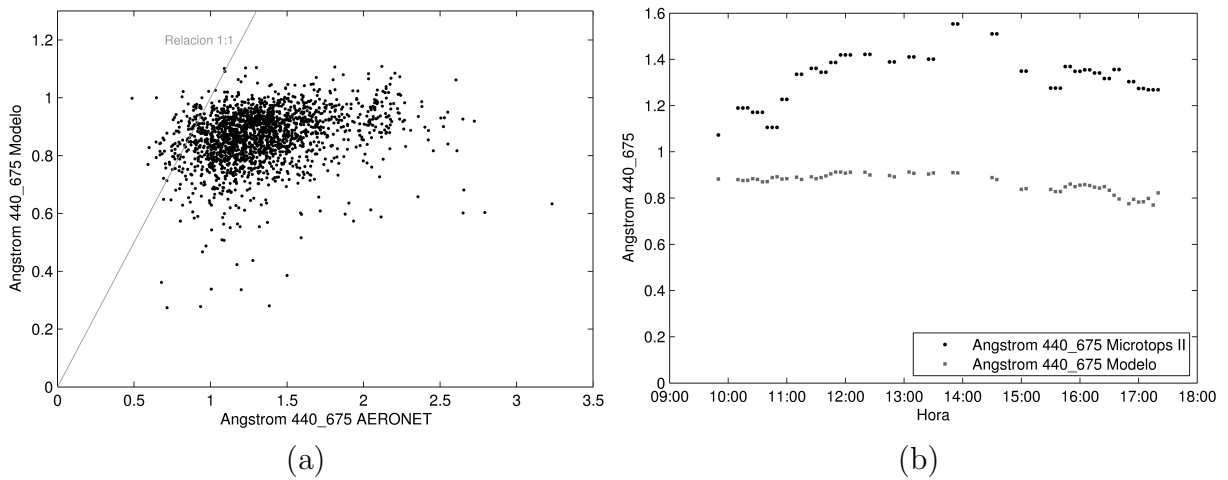 1.2
1
0.8
0.6
0.4
0.2
0
Angstrom 440_675 Modelo
Relacion 1:1
0 0.5 1.0 1.5 2 2.5 3 3.5
Angstrom 440_675 AERONET
(a)
1.6
1.4
1.2
1
0.8
0.6
0.4
0.2
0
Angstrom 440_675
Angstrom 440_675 Microtops II
Angstrom 440_675 Modelo
09:00 10:00 11:00 12:00 13:00 14:00 15:00 16:00 17:00 18:00
Hora
(b)